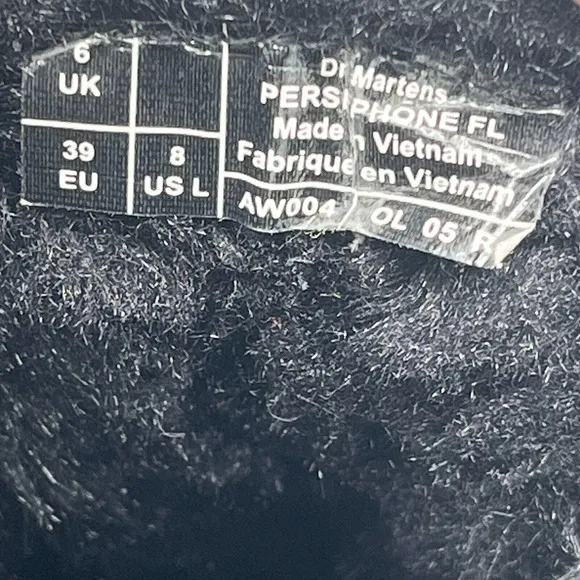 6
UK
39
EU
8
US L
Dr Martens
PERSIPHONE FL
Made in Vietnam
Fabrique en Vietnam
AW004 OL 05 R